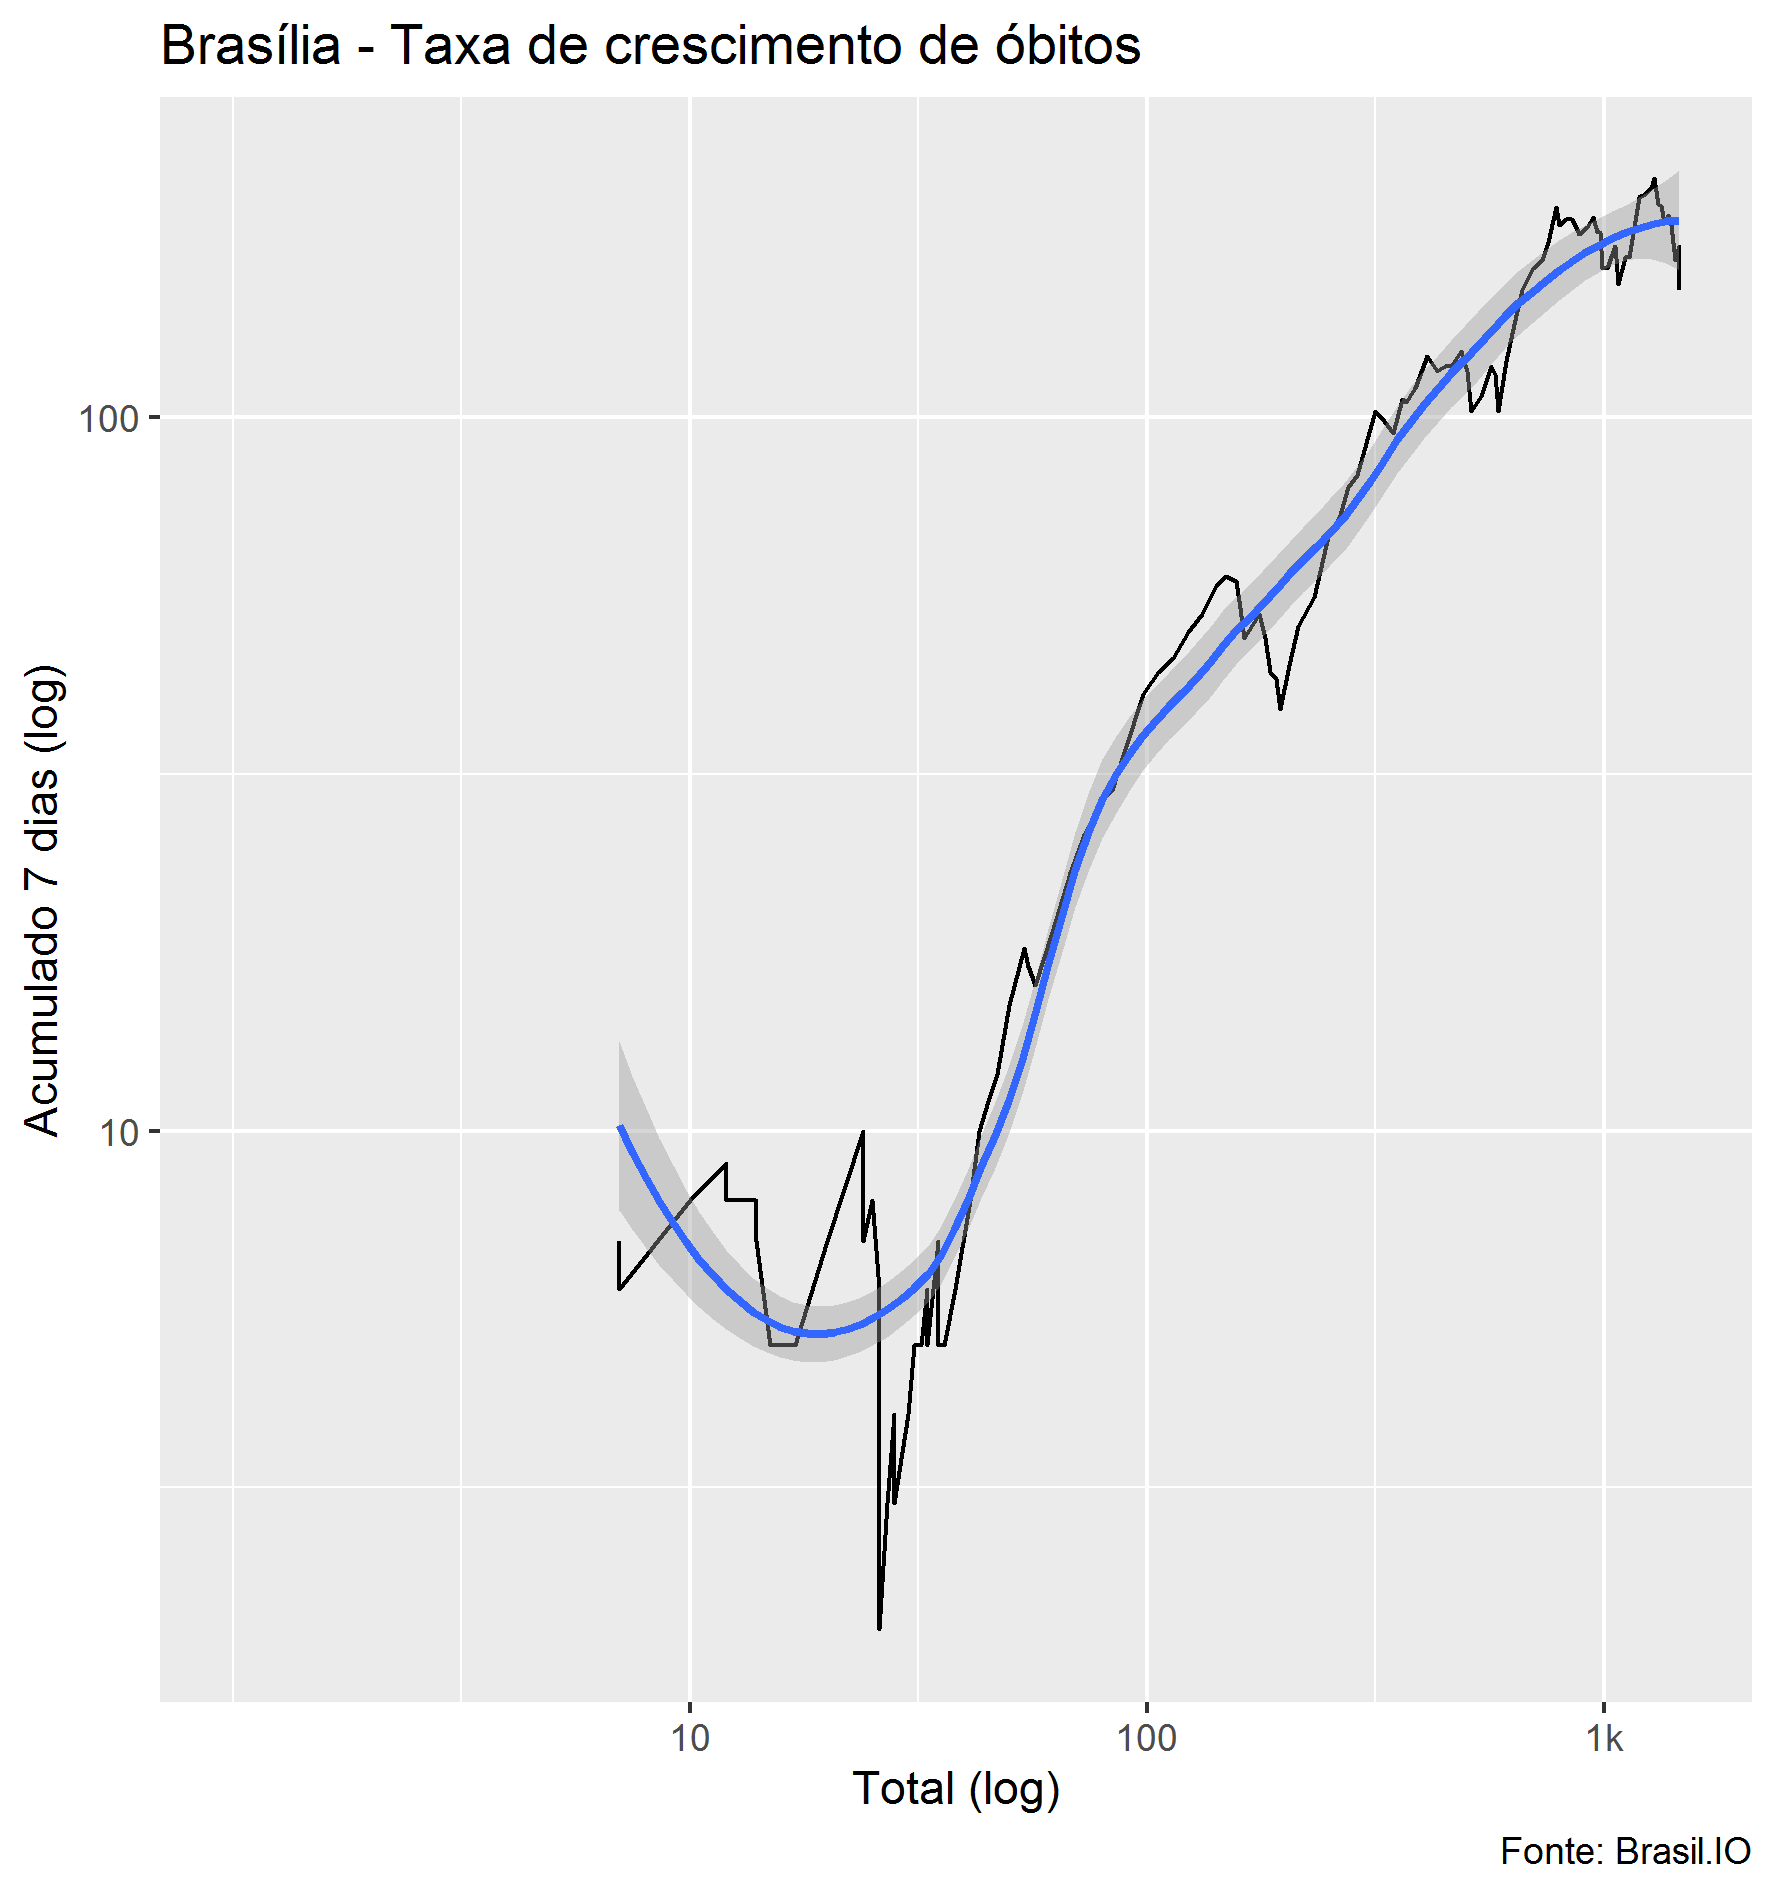 Brasília - Taxa de crescimento de óbitos
Acumulado 7 dias (log)
100
10
10
100
1k
Total (log)
Fonte: Brasil.IO